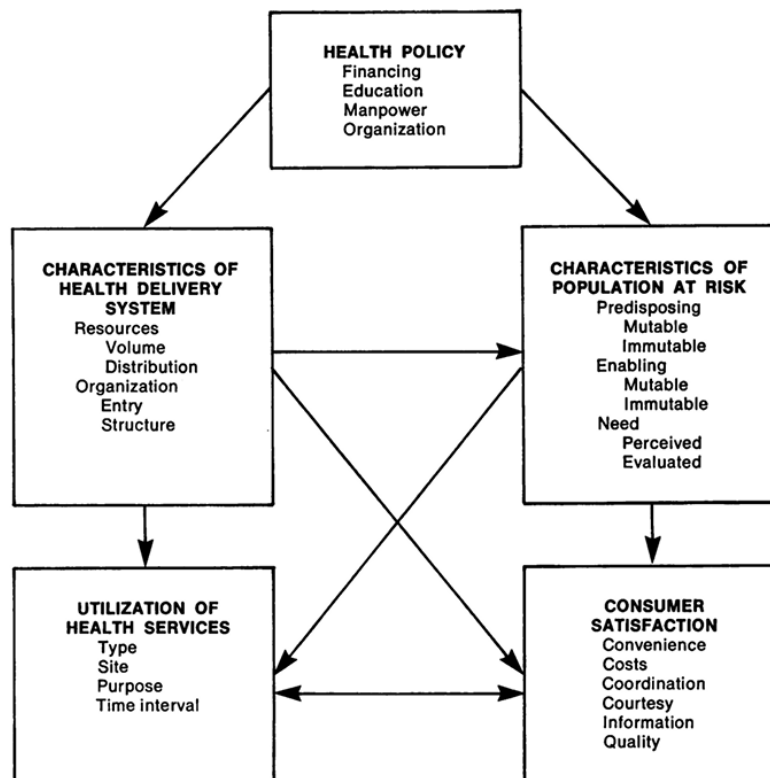 HEALTH POLICY
Financing
Education
Manpower
Organization
CHARACTERISTICS OF
HEALTH DELIVERY
SYSTEM
Resources
Volume
Distribution
Organization
Entry
Structure
CHARACTERISTICS OF
POPULATION AT RISK
Predisposing
Mutable
Immutable
Enabling
Mutable
Immutable
Need
Perceived
Evaluated
UTILIZATION OF
HEALTH SERVICES
Type
Site
Purpose
Time interval
CONSUMER
SATISFACTION
Convenience
Costs
Coordination
Courtesy
Information
Quality